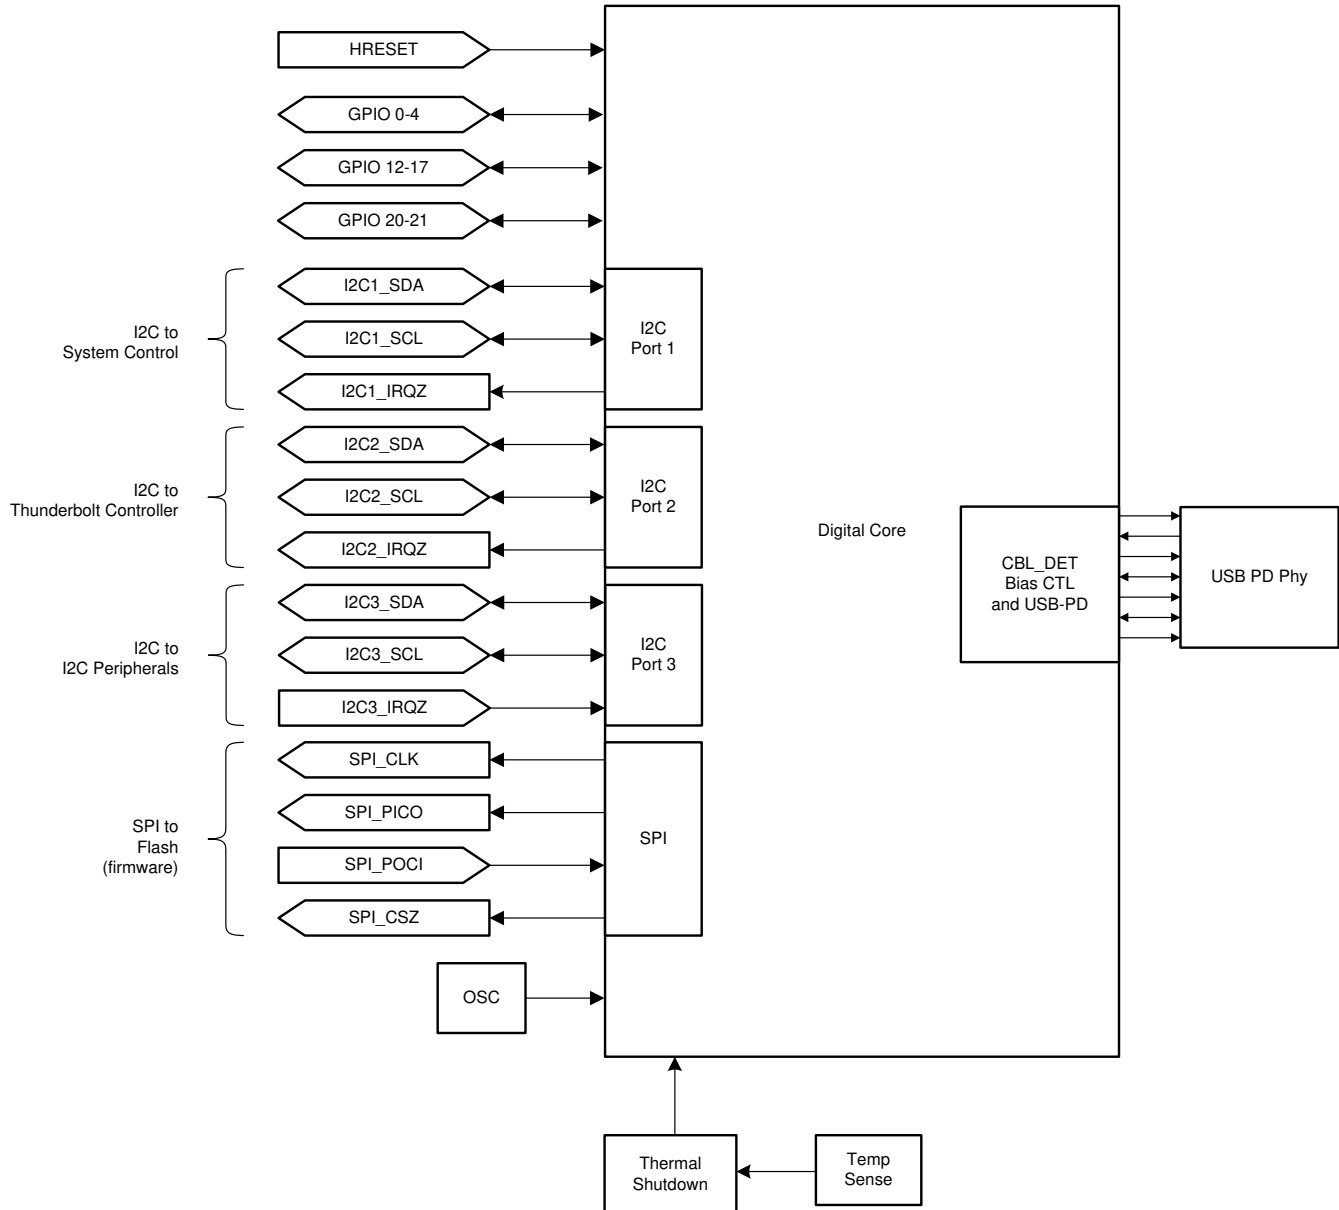 HRESET
GPIO 0-4
GPIO 12-17
GPIO 20-21
I2C to
System Control
I2C1_SDA
I2C1_SCL
I2C1_IRQZ
I2C
Port 1
I2C to
Thunderbolt Controller
I2C2_SDA
I2C2_SCL
I2C2_IRQZ
I2C
Port 2
Digital Core
CBL_DET
Bias CTL
and USB-PD
USB PD Phy
I2C to
I2C Peripherals
I2C3_SDA
I2C3_SCL
I2C3_IRQZ
I2C
Port 3
SPI to
Flash
(firmware)
SPI_CLK
SPI_PICO
SPI_POCI
SPI_CSZ
SPI
OSC
Thermal
Shutdown
Temp
Sense